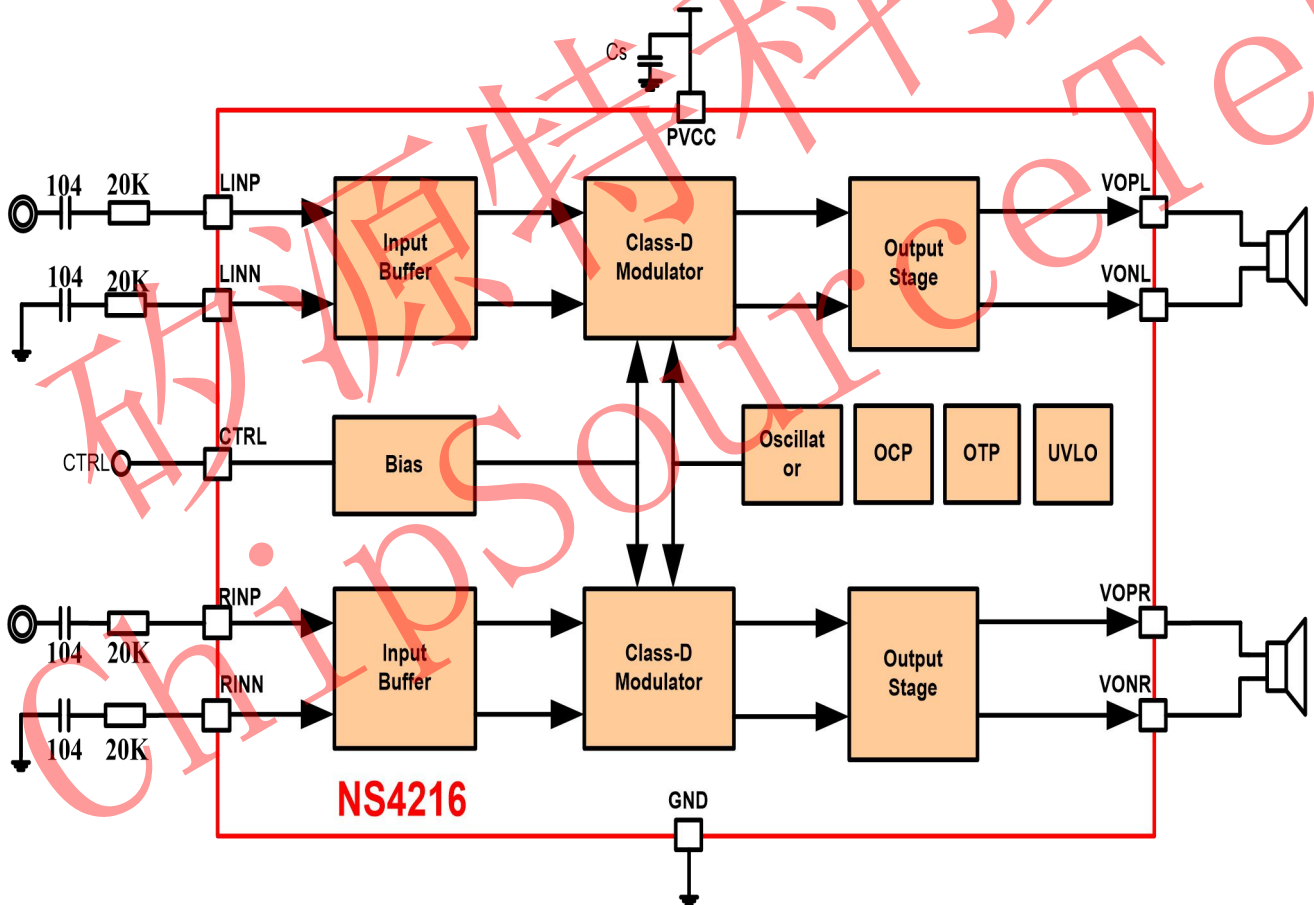 Cs
PVCC
104
20K
LINP
VOPL
Input
Buffer
Class-D
Modulator
Output
Stage
104
20K
LINN
VONL
CTRL
CTRL
Bias
Oscillat
or
OCP
OTP
UVLO
RINP
VOPR
104
20K
Input
Buffer
Class-D
Modulator
Output
Stage
RINN
VONR
104
20K
NS4216
GND
矽源特科
ChipSourceTe